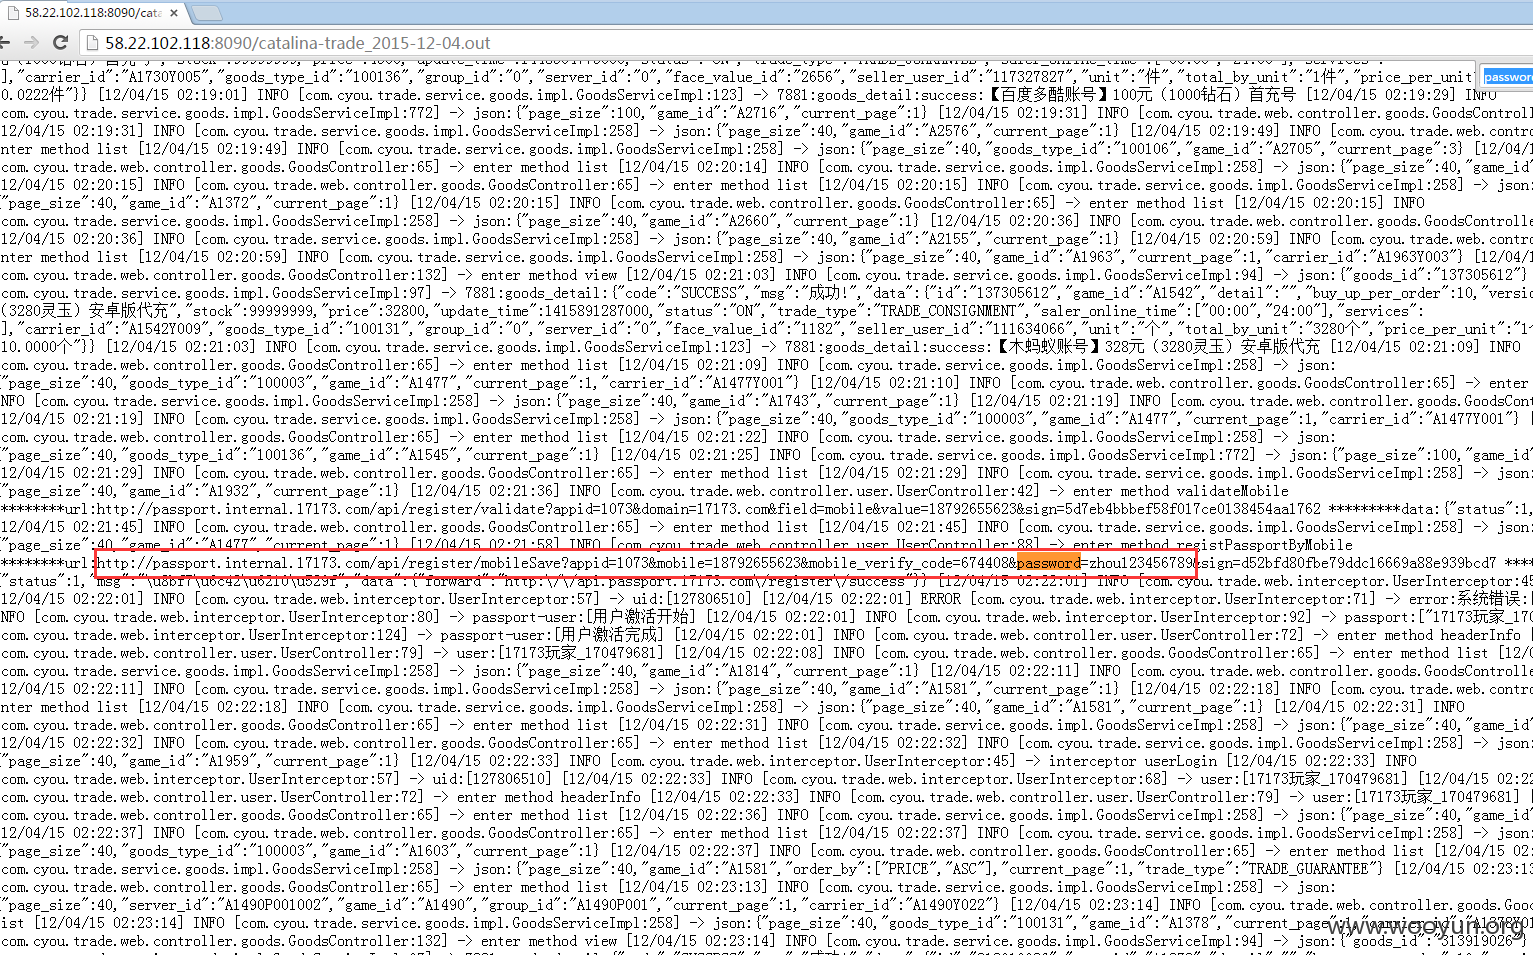 58.22.102.118:8090/cata
58.22.102.118:8090/catalina-trade_2015-12-04.out
password
],"carrier_id":"A1730Y005","goods_type_id":"100136","group_id":"0","server_id":"0","face_value_id":"2656","seller_user_id":"117327827","unit":"件","total_by_unit":"1件","price_per_unit"
0.0222件"}} [12/04/15 02:19:01] INFO [com.cyou.trade.service.goods.impl.GoodsServiceImpl:123] -> 7881:goods_detail:success:【百度多酷账号】100元（1000钻石）首充号 [12/04/15 02:19:29] INFO
com.cyou.trade.service.goods.impl.GoodsServiceImpl:772] -> json:{"page_size":100,"game_id":"A2716","current_page":1} [12/04/15 02:19:31] INFO [com.cyou.trade.web.controller.goods.GoodsControll
12/04/15 02:19:31] INFO [com.cyou.trade.service.goods.impl.GoodsServiceImpl:258] -> json:{"page_size":40,"game_id":"A2576","current_page":1} [12/04/15 02:19:49] INFO [com.cyou.trade.web.contro
nter method list [12/04/15 02:19:49] INFO [com.cyou.trade.service.goods.impl.GoodsServiceImpl:258] -> json:{"page_size":40,"goods_type_id":"100106","game_id":"A2705","current_page":3} [12/04/1
com.cyou.trade.web.controller.goods.GoodsController:65] -> enter method list [12/04/15 02:20:14] INFO [com.cyou.trade.service.goods.impl.GoodsServiceImpl:258] -> json:{"page_size":40,"game_id"
12/04/15 02:20:15] INFO [com.cyou.trade.web.controller.goods.GoodsController:65] -> enter method list [12/04/15 02:20:15] INFO [com.cyou.trade.service.goods.impl.GoodsServiceImpl:258] -> json:
"page_size":40,"game_id":"A1372","current_page":1} [12/04/15 02:20:15] INFO [com.cyou.trade.web.controller.goods.GoodsController:65] -> enter method list [12/04/15 02:20:15] INFO
com.cyou.trade.service.goods.impl.GoodsServiceImpl:258] -> json:{"page_size":40,"game_id":"A2660","current_page":1} [12/04/15 02:20:36] INFO [com.cyou.trade.web.controller.goods.GoodsControlle
12/04/15 02:20:36] INFO [com.cyou.trade.service.goods.impl.GoodsServiceImpl:258] -> json:{"page_size":40,"game_id":"A2155","current_page":1} [12/04/15 02:20:59] INFO [com.cyou.trade.web.contro
nter method list [12/04/15 02:20:59] INFO [com.cyou.trade.service.goods.impl.GoodsServiceImpl:258] -> json:{"page_size":40,"game_id":"A1963","current_page":1,"carrier_id":"A1963Y003"} [12/04/1
com.cyou.trade.web.controller.goods.GoodsController:132] -> enter method view [12/04/15 02:21:03] INFO [com.cyou.trade.service.goods.impl.GoodsServiceImpl:94] -> json:{"goods_id":"137305612"}
com.cyou.trade.service.goods.impl.GoodsServiceImpl:97] -> 7881:goods_detail:{"code":"SUCCESS","msg":"成功!","data":{"id":"137305612","game_id":"A1542","detail":"","buy_up_per_order":10,"versio
（3280灵玉）安卓版代充","stock":99999999,"price":32800,"update_time":1415891287000,"status":"ON","trade_type":"TRADE_CONSIGNMENT","saler_online_time":["00:00","24:00"],"services":
],"carrier_id":"A1542Y009","goods_type_id":"100131","group_id":"0","server_id":"0","face_value_id":"1182","seller_user_id":"111634066","unit":"个","total_by_unit":"3280个","price_per_unit":"1
10.0000个"}} [12/04/15 02:21:03] INFO [com.cyou.trade.service.goods.impl.GoodsServiceImpl:123] -> 7881:goods_detail:success:【木蚂蚁账号】328元（3280灵玉）安卓版代充 [12/04/15 02:21:09] INFO
com.cyou.trade.web.controller.goods.GoodsController:65] -> enter method list [12/04/15 02:21:09] INFO [com.cyou.trade.service.goods.impl.GoodsServiceImpl:258] -> json:
"page_size":40,"goods_type_id":"100003","game_id":"A1477","current_page":1,"carrier_id":"A1477Y001"} [12/04/15 02:21:10] INFO [com.cyou.trade.web.controller.goods.GoodsController:65] -> enter
NFO [com.cyou.trade.service.goods.impl.GoodsServiceImpl:258] -> json:{"page_size":40,"game_id":"A1743","current_page":1} [12/04/15 02:21:19] INFO [com.cyou.trade.web.controller.goods.GoodsCont
12/04/15 02:21:19] INFO [com.cyou.trade.service.goods.impl.GoodsServiceImpl:258] -> json:{"page_size":40,"goods_type_id":"100003","game_id":"A1477","current_page":1,"carrier_id":"A1477Y001"} [
com.cyou.trade.web.controller.goods.GoodsController:65] -> enter method list [12/04/15 02:21:22] INFO [com.cyou.trade.service.goods.impl.GoodsServiceImpl:258] -> json:
"page_size":40,"goods_type_id":"100136","game_id":"A1545","current_page":1} [12/04/15 02:21:25] INFO [com.cyou.trade.service.goods.impl.GoodsServiceImpl:772] -> json:{"page_size":100,"game_id"
12/04/15 02:21:29] INFO [com.cyou.trade.web.controller.goods.GoodsController:65] -> enter method list [12/04/15 02:21:29] INFO [com.cyou.trade.service.goods.impl.GoodsServiceImpl:258] -> json:
"page_size":40,"game_id":"A1932","current_page":1} [12/04/15 02:21:36] INFO [com.cyou.trade.web.controller.user.UserController:42] -> enter method validateMobile
********url:http://passport.internal.17173.com/api/register/validate?appid=1073&domain=17173.com&field=mobile&value=18792655623&sign=5d7eb4bbbef58f017ce0138454aa1762 *********data:{"status":1,
12/04/15 02:21:45] INFO [com.cyou.trade.web.controller.goods.GoodsController:65] -> enter method list [12/04/15 02:21:45] INFO [com.cyou.trade.service.goods.impl.GoodsServiceImpl:258] -> json:
"page_size":40,"game_id":"A1477","current_page":1} [12/04/15 02:21:58] INFO [com.cyou.trade.web.controller.user.UserController:88] -> enter method registPassportByMobile
********url:http://passport.internal.17173.com/api/register/mobileSave?appid=1073&mobile=18792655623&mobile_verify_code=674408&password=zhou123456789&sign=d52bfd80fbe79ddc16669a88e939bcd7 ****
12/04/15 02:22:01] INFO [com.cyou.trade.web.interceptor.UserInterceptor:57] -> uid:[127806510] [12/04/15 02:22:01] ERROR [com.cyou.trade.web.interceptor.UserInterceptor:71] -> error:系统错误:[
NFO [com.cyou.trade.web.interceptor.UserInterceptor:80] -> passport-user:[用户激活开始] [12/04/15 02:22:01] INFO [com.cyou.trade.web.interceptor.UserInterceptor:92] -> passport:["17173玩家_170
UserInterceptor:124] -> passport-user:[用户激活完成] [12/04/15 02:22:01] INFO [com.cyou.trade.web.controller.user.UserController:72] -> enter method headerInfo [
com.cyou.trade.web.controller.user.UserController:79] -> user:[17173玩家_170479681] [12/04/15 02:22:08] INFO [com.cyou.trade.web.controller.goods.GoodsController:65] -> enter method list [12/0
com.cyou.trade.service.goods.impl.GoodsServiceImpl:258] -> json:{"page_size":40,"game_id":"A1814","current_page":1} [12/04/15 02:22:11] INFO [com.cyou.trade.web.controller.goods.GoodsControlle
12/04/15 02:22:11] INFO [com.cyou.trade.service.goods.impl.GoodsServiceImpl:258] -> json:{"page_size":40,"game_id":"A1581","current_page":1} [12/04/15 02:22:18] INFO [com.cyou.trade.web.contro
nter method list [12/04/15 02:22:18] INFO [com.cyou.trade.service.goods.impl.GoodsServiceImpl:258] -> json:{"page_size":40,"game_id":"A1581","current_page":1} [12/04/15 02:22:31] INFO
com.cyou.trade.web.controller.goods.GoodsController:65] -> enter method list [12/04/15 02:22:31] INFO [com.cyou.trade.service.goods.impl.GoodsServiceImpl:258] -> json:{"page_size":40,"game_id"
12/04/15 02:22:32] INFO [com.cyou.trade.web.controller.goods.GoodsController:65] -> enter method list [12/04/15 02:22:32] INFO [com.cyou.trade.service.goods.impl.GoodsServiceImpl:258] -> json:
"page_size":40,"game_id":"A1959","current_page":1} [12/04/15 02:22:33] INFO [com.cyou.trade.web.interceptor.UserInterceptor:45] -> interceptor userLogin [12/04/15 02:22:33] INFO
com.cyou.trade.web.interceptor.UserInterceptor:57] -> uid:[127806510] [12/04/15 02:22:33] INFO [com.cyou.trade.web.interceptor.UserInterceptor:68] -> user:[17173玩家_170479681] [12/04/15 02:22
com.cyou.trade.web.controller.user.UserController:72] -> enter method headerInfo [12/04/15 02:22:33] INFO [com.cyou.trade.web.controller.user.UserController:79] -> user:[17173玩家_170479681] [
com.cyou.trade.web.controller.goods.GoodsController:65] -> enter method list [12/04/15 02:22:36] INFO [com.cyou.trade.service.goods.impl.GoodsServiceImpl:258] -> json:{"page_size":40,"game_id"
12/04/15 02:22:37] INFO [com.cyou.trade.web.controller.goods.GoodsController:65] -> enter method list [12/04/15 02:22:37] INFO [com.cyou.trade.service.goods.impl.GoodsServiceImpl:258] -> json:
"page_size":40,"goods_type_id":"100003","game_id":"A1603","current_page":1} [12/04/15 02:22:37] INFO [com.cyou.trade.web.controller.goods.GoodsController:65] -> enter method list [12/04/15 02:
com.cyou.trade.service.goods.impl.GoodsServiceImpl:258] -> json:{"page_size":40,"game_id":"A1581","order_by":["PRICE","ASC"],"current_page":1,"trade_type":"TRADE_GUARANTEE"} [12/04/15 02:23:13
com.cyou.trade.web.controller.goods.GoodsController:65] -> enter method list [12/04/15 02:23:13] INFO [com.cyou.trade.service.goods.impl.GoodsServiceImpl:258] -> json:
"page_size":40,"server_id":"A1490P001002","game_id":"A1490","group_id":"A1490P001","current_page":1,"carrier_id":"A1490Y022"} [12/04/15 02:23:14] INFO [com.cyou.trade.web.controller.goods.Good
ist [12/04/15 02:23:14] INFO [com.cyou.trade.service.goods.impl.GoodsServiceImpl:258] -> json:{"page_size":40,"goods_type_id":"100131","game_id":"A1378","current_page"
com.cyou.trade.web.controller.goods.GoodsController:132] -> enter method view [12/04/15 02:23:14] INFO [com.cyou.trade.service.goods.impl.GoodsServiceImpl:94] -> json:{"goods_id":"313919026"}
www.wooyun.org